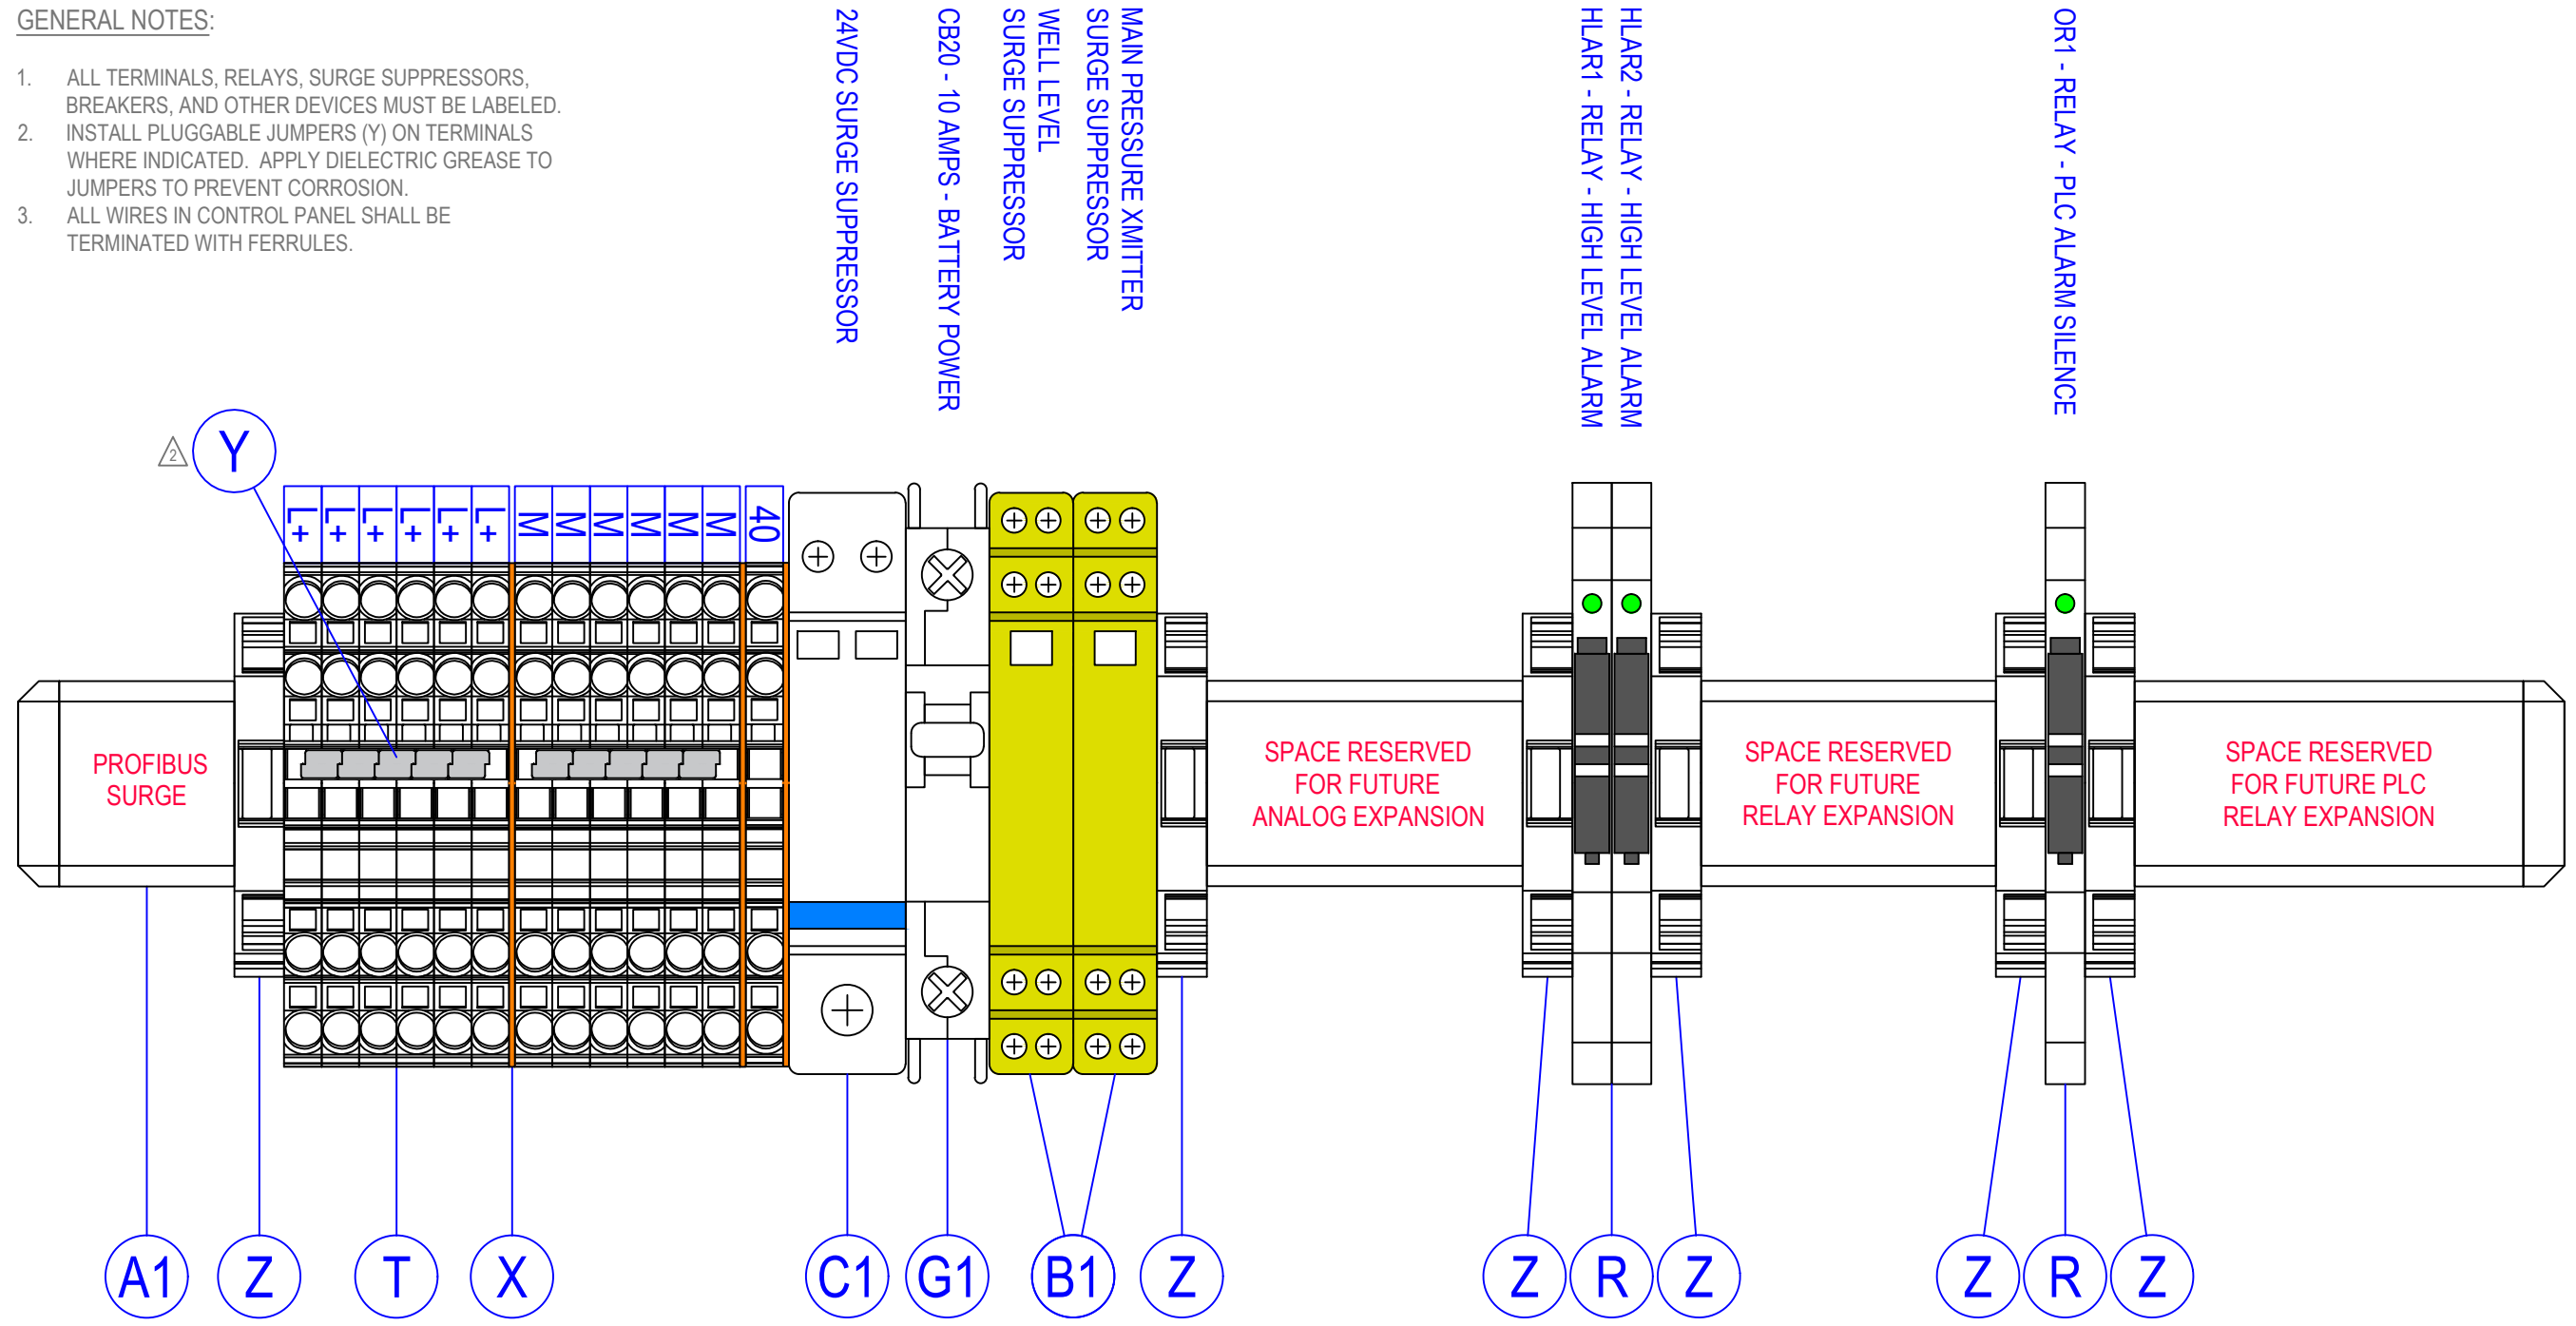 GENERAL NOTES:
1. ALL TERMINALS, RELAYS, SURGE SUPPRESSORS,
BREAKERS, AND OTHER DEVICES MUST BE LABELED.
2. INSTALL PLUGGABLE JUMPERS (Y) ON TERMINALS
WHERE INDICATED. APPLY DIELECTRIC GREASE TO
JUMPERS TO PREVENT CORROSION.
3. ALL WIRES IN CONTROL PANEL SHALL BE
TERMINATED WITH FERRULES.
24VDC SURGE SUPPRESSOR
CB20 - 10 AMPS - BATTERY POWER
WELL LEVEL
SURGE SUPPRESSOR
MAIN PRESSURE XMITTER
SURGE SUPPRESSOR
HLAR1 - RELAY - HIGH LEVEL ALARM
HLAR2 - RELAY - HIGH LEVEL ALARM
OR1 - RELAY - PLC ALARM SILENCE
2
Y
L+
L+
L+
L+
L+
L+
M
M
M
M
M
M
40
PROFIBUS
SURGE
SPACE RESERVED
FOR FUTURE
ANALOG EXPANSION
SPACE RESERVED
FOR FUTURE
RELAY EXPANSION
SPACE RESERVED
FOR FUTURE PLC
RELAY EXPANSION
A1
Z
T
X
C1
G1
B1
Z
Z
R
Z
Z
R
Z